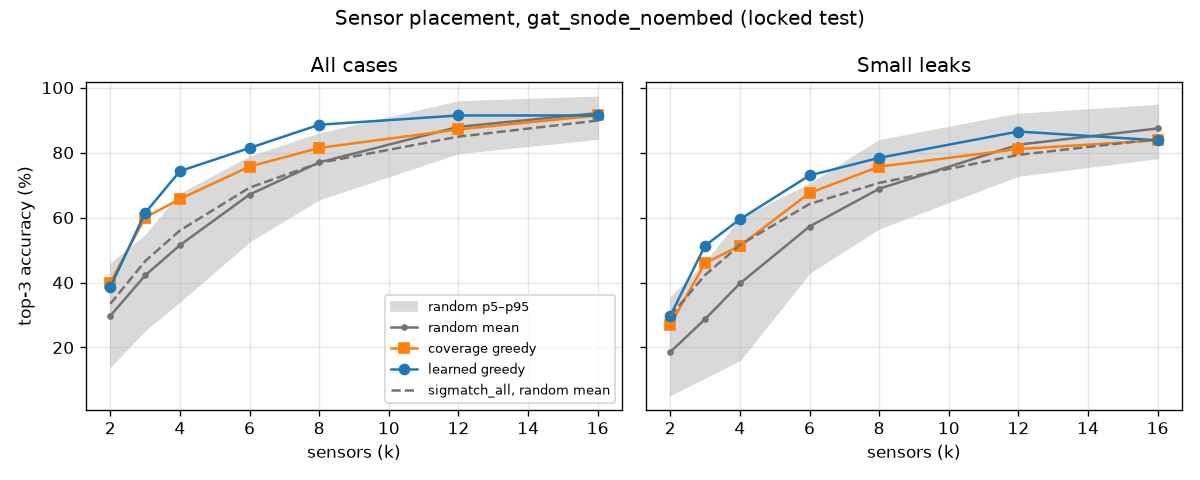 Sensor placement, gat_snode_noembed (locked test)
All cases
Small leaks
top-3 accuracy (%)
100
80
60
40
20
random p5–p95
random mean
coverage greedy
learned greedy
sigmatch_all, random mean
2 4 6 8 10 12 14 16
2 4 6 8 10 12 14 16
sensors (k)
sensors (k)